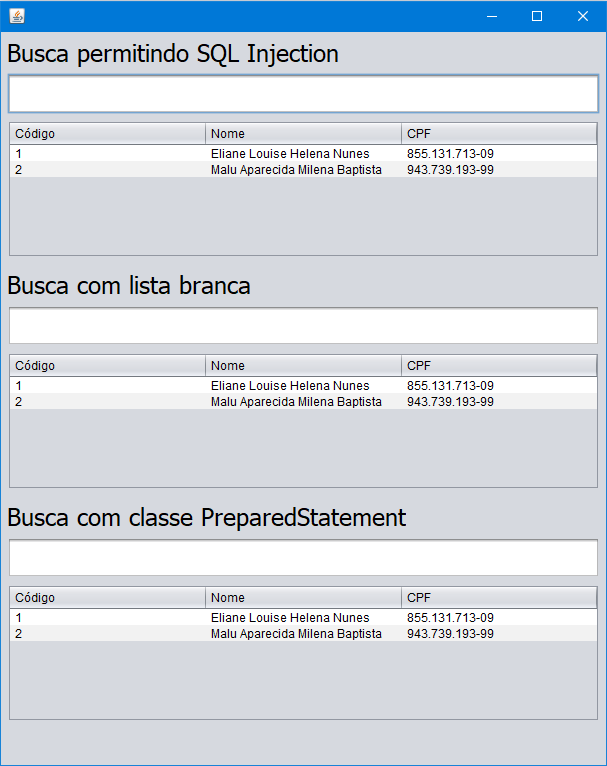 Busca permitindo SQL Injection
Código Nome CPF
1 Eliane Louise Helena Nunes 855.131.713-09
2 Malu Aparecida Milena Baptista 943.739.193-99
Busca com lista branca
Código Nome CPF
1 Eliane Louise Helena Nunes 855.131.713-09
2 Malu Aparecida Milena Baptista 943.739.193-99
Busca com classe PreparedStatement
Código Nome CPF
1 Eliane Louise Helena Nunes 855.131.713-09
2 Malu Aparecida Milena Baptista 943.739.193-99